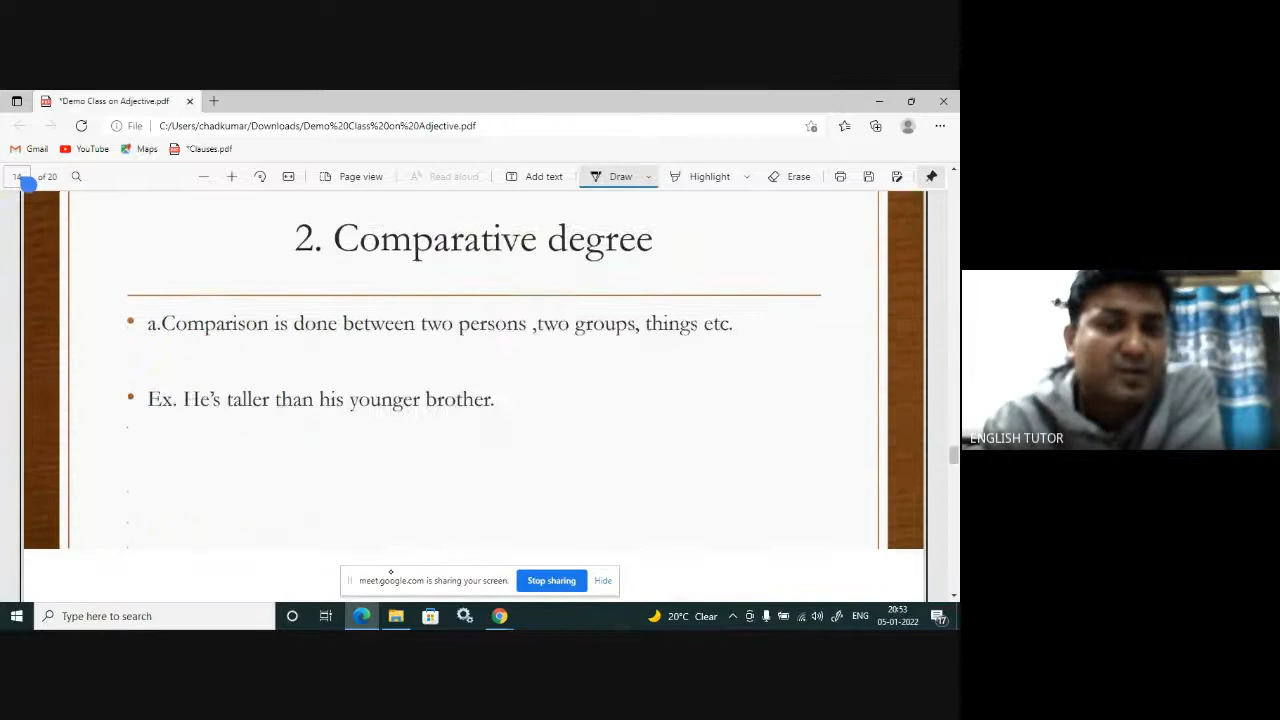 *Demo Class on Adjective.pdf
File C:/Users/chadkumar/Downloads/Demo%20Class%20on%20Adjective.pdf
Gmail YouTube Maps *Clauses.pdf
14 of 20 Page view Read aloud Add text Draw Highlight Erase
2. Comparative degree
a.Comparison is done between two persons ,two groups, things etc.
Ex. He’s taller than his younger brother.
ENGLISH TUTOR
meet.google.com is sharing your screen. Stop sharing Hide
Type here to search 20°C Clear ENG 20:53
05-01-2022 17